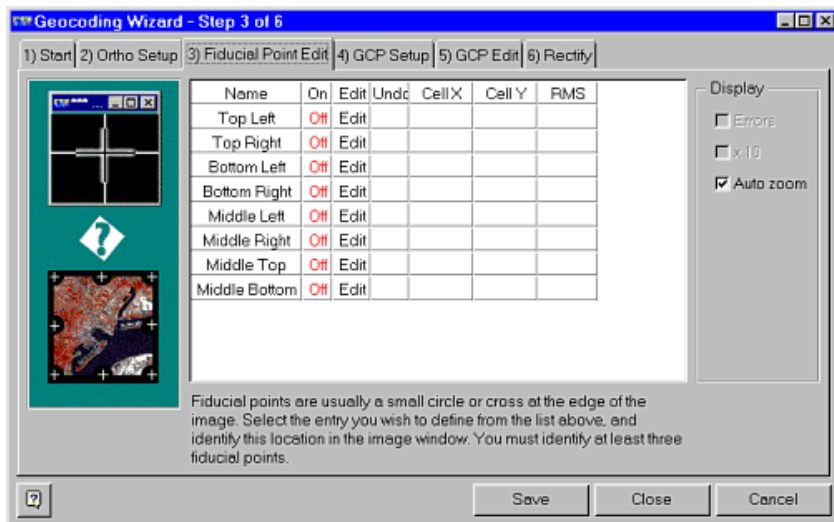 Geocoding Wizard - Step 3 of 6
1) Start 2) Ortho Setup 3) Fiducial Point Edit 4) GCP Setup 5) GCP Edit 6) Rectify
Name On Edit Undo Cell X Cell Y RMS
Top Left Off Edit
Top Right Off Edit
Bottom Left Off Edit
Bottom Right Off Edit
Middle Left Off Edit
Middle Right Off Edit
Middle Top Off Edit
Middle Bottom Off Edit
Display
Errors
x 10
Auto zoom
Fiducial points are usually a small circle or cross at the edge of the
image. Select the entry you wish to define from the list above, and
identify this location in the image window. You must identify at least three
fiducial points.
Save Close Cancel